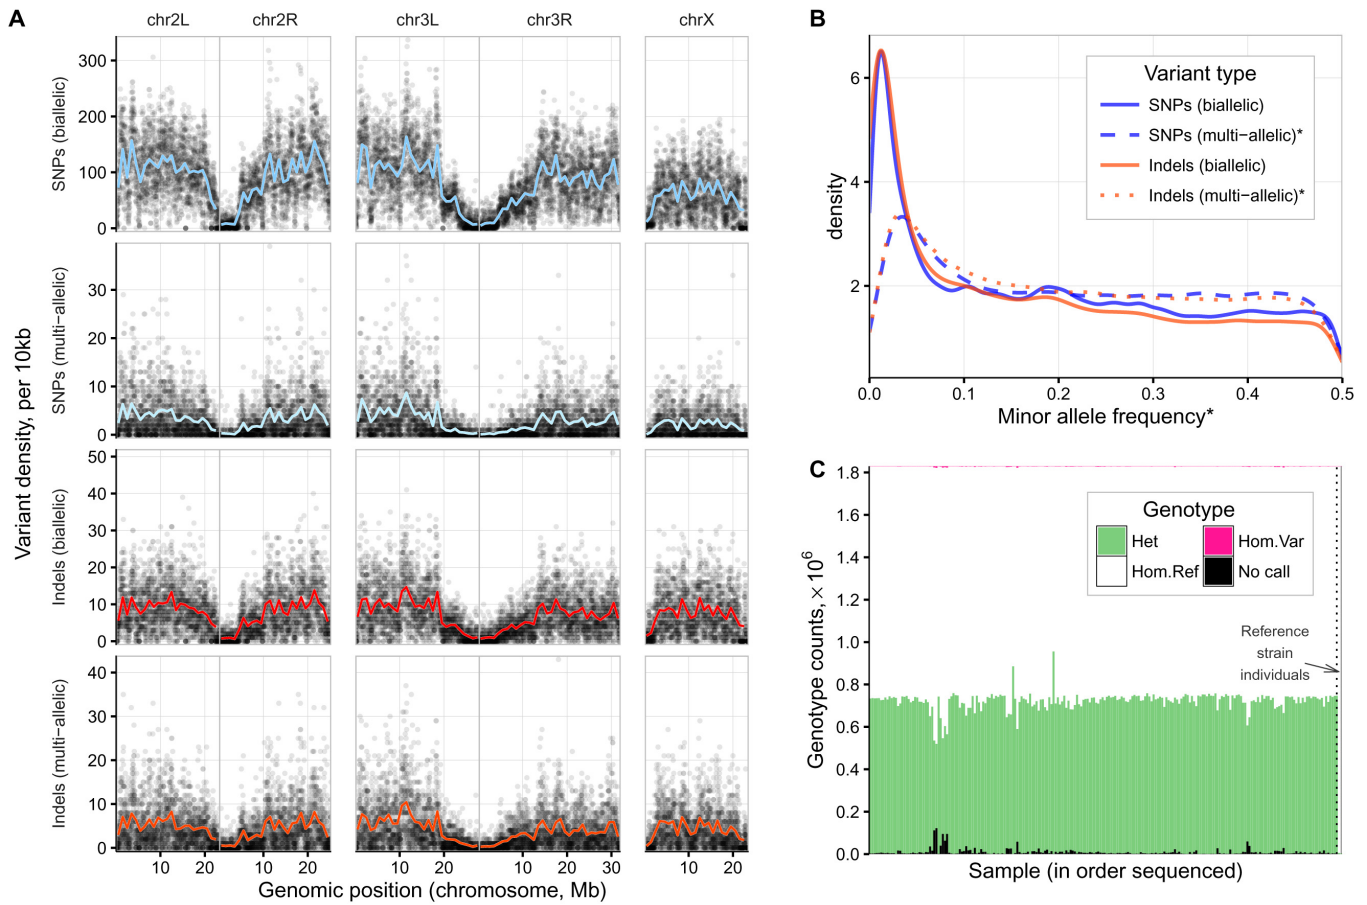 A
chr2L chr2R chr3L chr3R chrX
Variant density, per 10kb
SNPs (biallelic)
300
200
100
0
SNPs (multi−allelic)
30
20
10
0
Indels (biallelic)
50
40
30
20
10
0
Indels (multi−allelic)
40
30
20
10
0
10 20 10 20 10 20 10 20 30 10 20
Genomic position (chromosome, Mb)
B
density
6
4
2
Variant type
SNPs (biallelic)
SNPs (multi−allelic)*
Indels (biallelic)
Indels (multi−allelic)*
0.0 0.1 0.2 0.3 0.4 0.5
Minor allele frequency*
C
Genotype counts, × 10⁶
1.8
1.6
1.4
1.2
1.0
0.8
0.6
0.4
0.2
0.0
Genotype
Het Hom.Var
Hom.Ref No call
Reference
strain
individuals
Sample (in order sequenced)